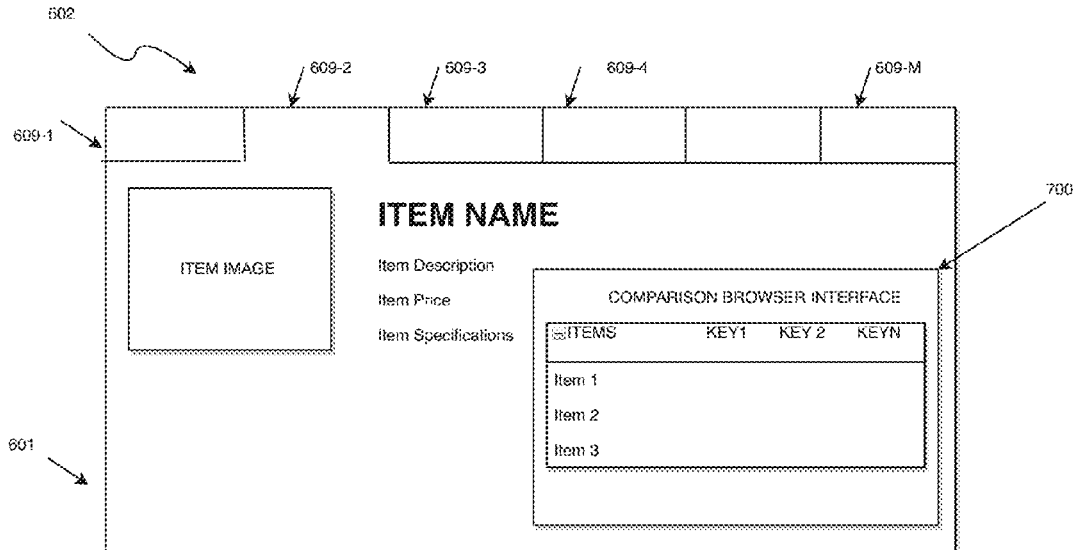 602
609-2
609-3
609-4
609-M
609-1
700
ITEM NAME
ITEM IMAGE
Item Description
Item Price
Item Specifications
COMPARISON BROWSER INTERFACE
ITEMS KEY1 KEY 2 KEYN
Item 1
Item 2
Item 3
601